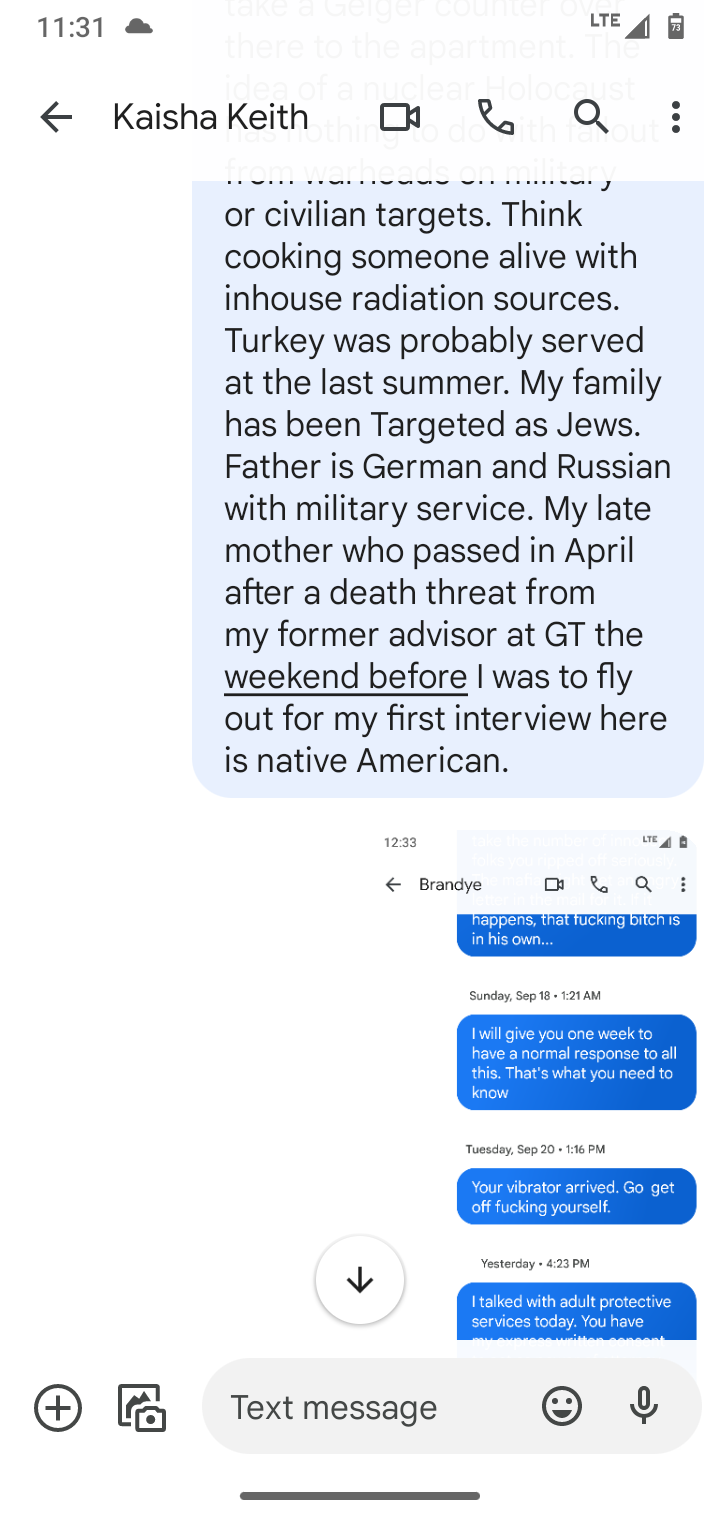 11:31
LTE
73
take a Geiger counter over
there to the apartment. The
idea of a nuclear Holocaust
Kaisha Keith
has nothing to do with fallout
from warheads on military
or civilian targets. Think
cooking someone alive with
inhouse radiation sources.
Turkey was probably served
at the last summer. My family
has been Targeted as Jews.
Father is German and Russian
with military service. My late
mother who passed in April
after a death threat from
my former advisor at GT the
weekend before I was to fly
out for my first interview here
is native American.
12:33
LTE
Brandye
happens, that fucking bitch is
in his own...
Sunday, Sep 18 • 1:21 AM
I will give you one week to
have a normal response to all
this. That's what you need to
know
Tuesday, Sep 20 • 1:16 PM
Your vibrator arrived. Go get
off fucking yourself.
Yesterday • 4:23 PM
I talked with adult protective
services today. You have
my express written consent
Text message